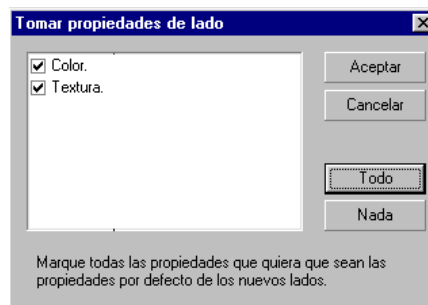 Tomar propiedades de lado
Color.
Textura.
Aceptar
Cancelar
Todo
Nada
Marque todas las propiedades que quiera que sean las
propiedades por defecto de los nuevos lados.